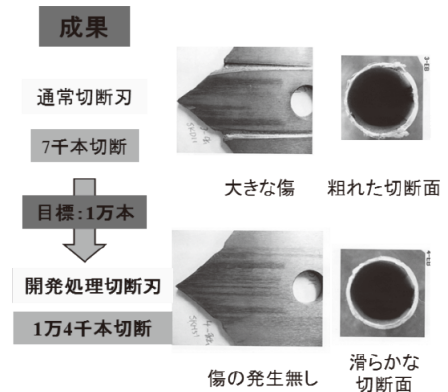 成果
通常切断刃
7千本切断
大きな傷
粗れた切断面
目標:1万本
開発処理切断刃
1万4千本切断
傷の発生無し
滑らかな
切断面